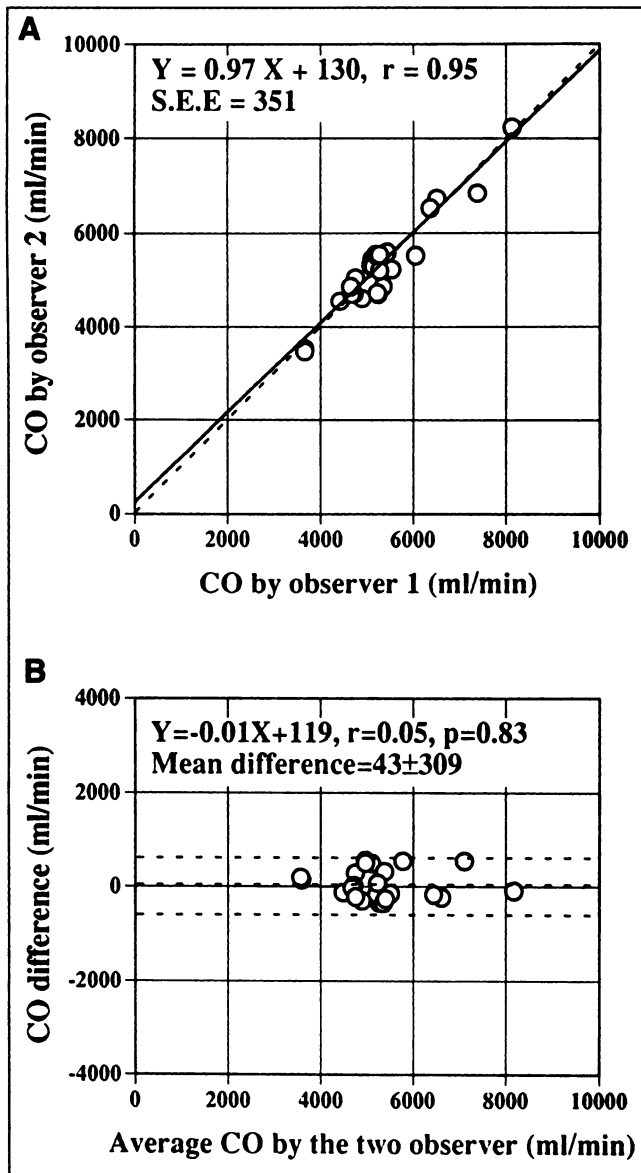 A
Y = 0.97 X + 130, r = 0.95
S.E.E = 351
10000
8000
6000
4000
2000
0
CO by observer 2 (ml/min)
0 2000 4000 6000 8000 10000
CO by observer 1 (ml/min)
B
Y=-0.01X+119, r=0.05, p=0.83
Mean difference=43±309
4000
2000
0
-2000
-4000
CO difference (ml/min)
0 2000 4000 6000 8000 10000
Average CO by the two observer (ml/min)